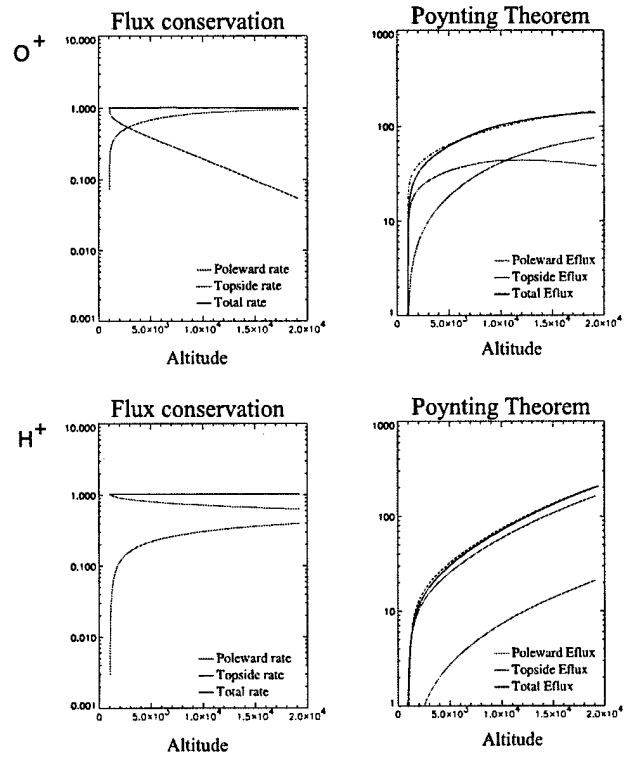 O+
Flux conservation
10.000
1.000
0.100
0.010
0.001
Poleward rate
Topside rate
Total rate
0
5.0×10³
1.0×10⁴
1.5×10⁴
2.0×10⁴
Altitude
Poynting Theorem
1000
100
10
1
Poleward Eflux
Topside Eflux
Total Eflux
0
5.0×10³
1.0×10⁴
1.5×10⁴
2.0×10⁴
Altitude
H+
Flux conservation
10.000
1.000
0.100
0.010
0.001
Poleward rate
Topside rate
Total rate
0
5.0×10³
1.0×10⁴
1.5×10⁴
2.0×10⁴
Altitude
Poynting Theorem
1000
100
10
1
Poleward Eflux
Topside Eflux
Total Eflux
0
5.0×10³
1.0×10⁴
1.5×10⁴
2.0×10⁴
Altitude